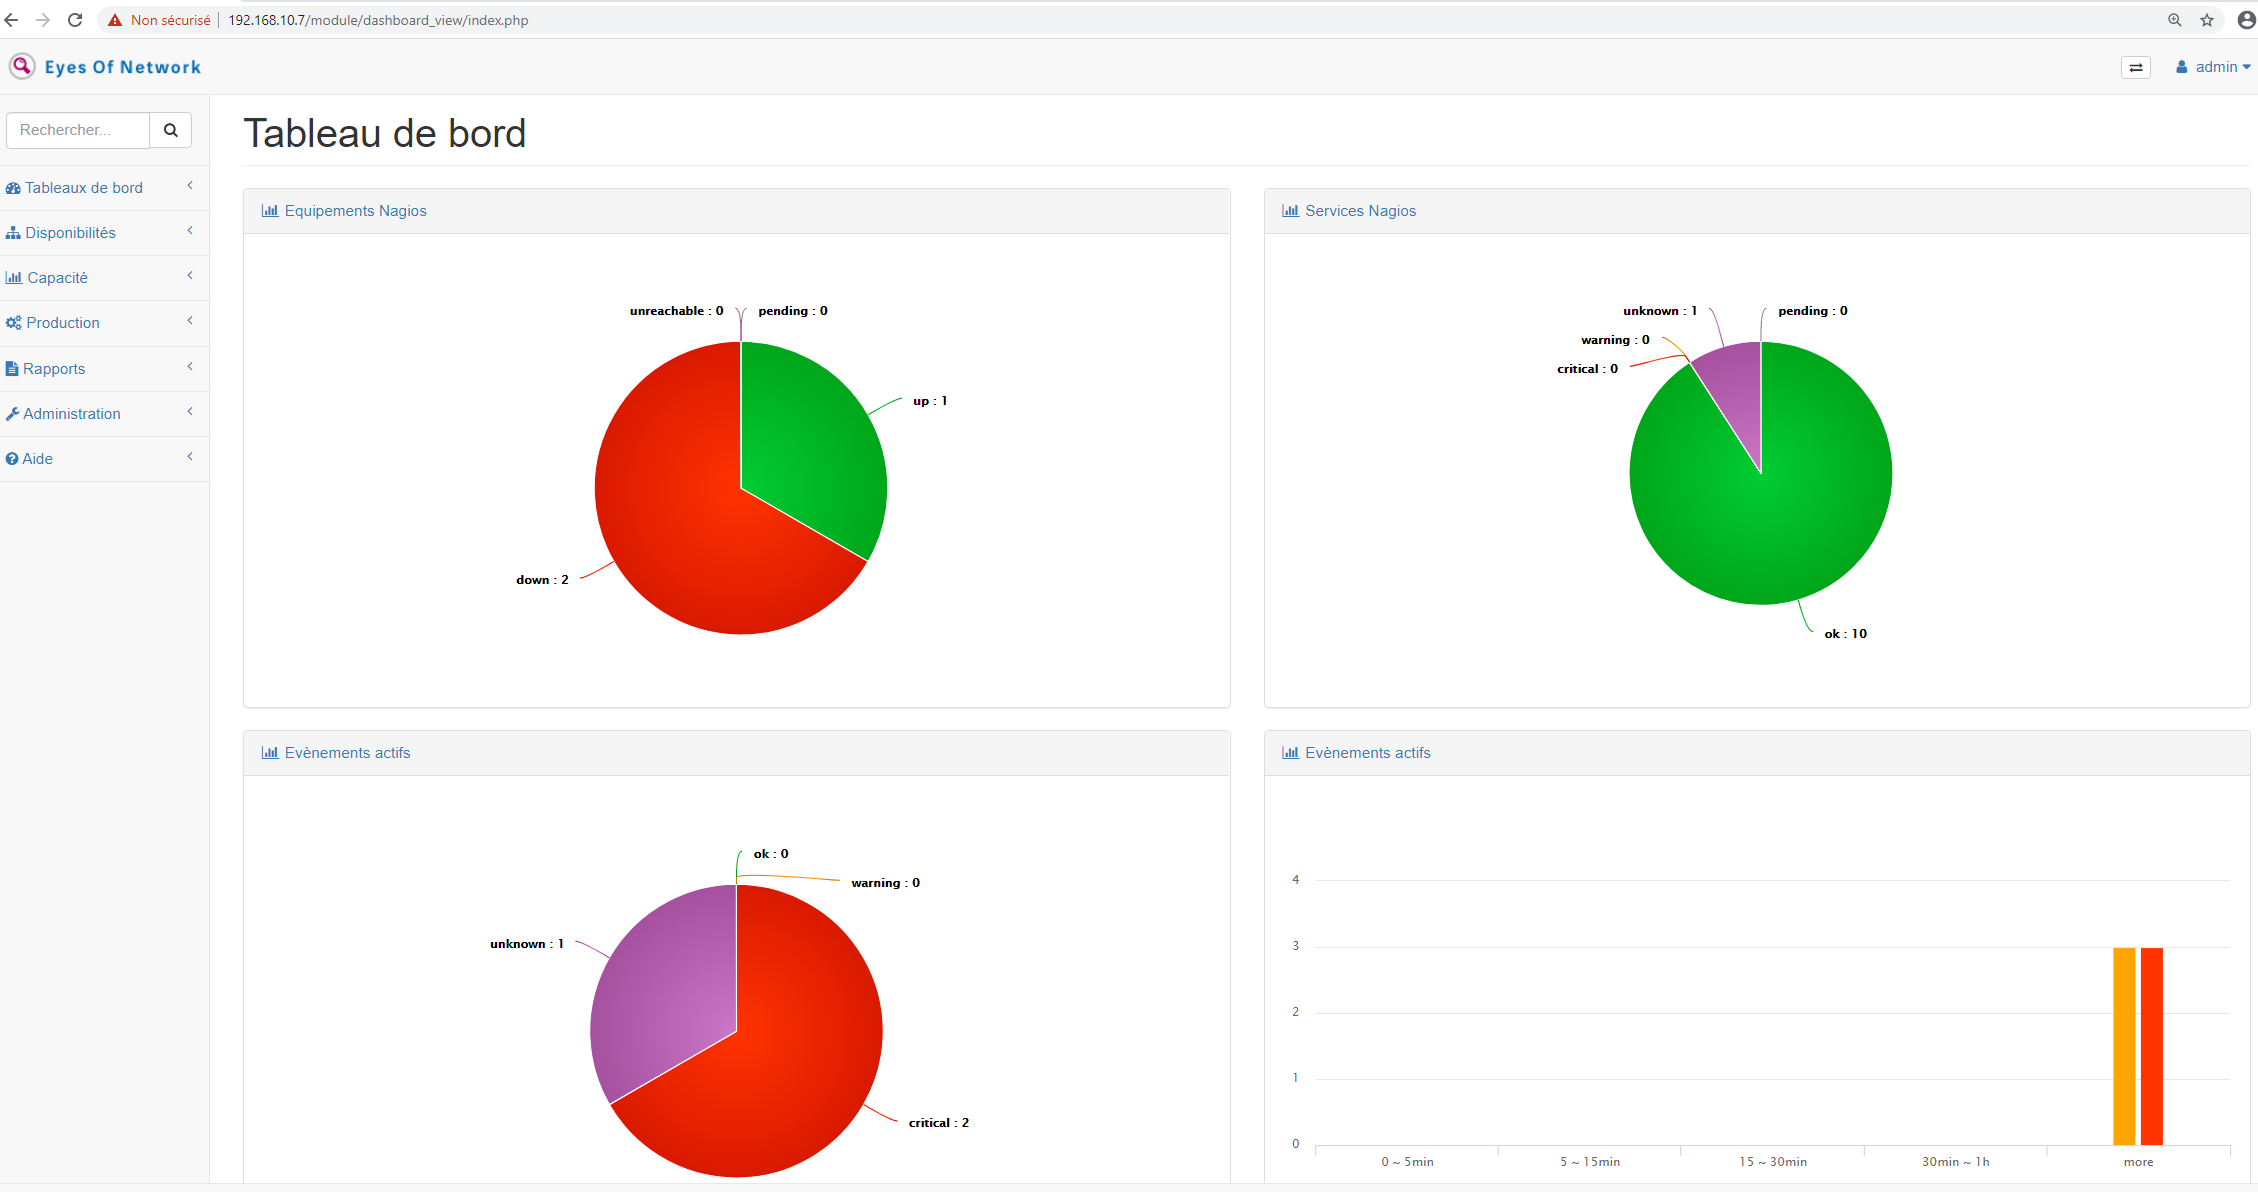 Non sécurisé | 192.168.10.7/module/dashboard_view/index.php
Eyes Of Network
admin
Rechercher...
Tableaux de bord
Disponibilités
Capacité
Production
Rapports
Administration
Aide
Tableau de bord
Equipements Nagios
unreachable : 0
pending : 0
up : 1
down : 2
Services Nagios
unknown : 1
pending : 0
warning : 0
critical : 0
ok : 10
Evènements actifs
ok : 0
warning : 0
unknown : 1
critical : 2
Evènements actifs
4
3
2
1
0
0 ~ 5min
5 ~ 15min
15 ~ 30min
30min ~ 1h
more